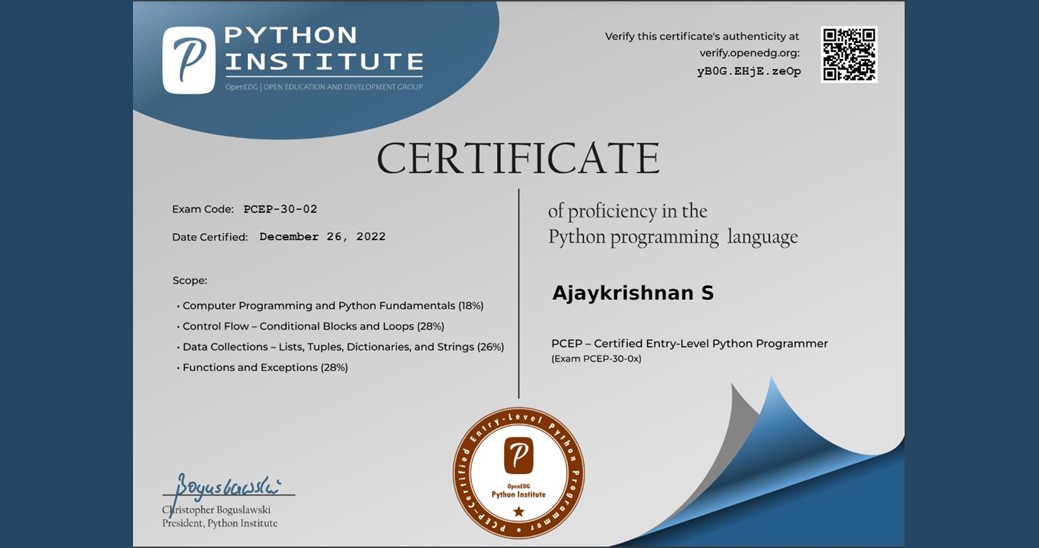 PYTHON
INSTITUTE
OpenEDG | OPEN EDUCATION AND DEVELOPMENT GROUP
Verify this certificate's authenticity at
verify.openedg.org:
yB0G.EHjE.zeOp
CERTIFICATE
Exam Code: PCEP-30-02
Date Certified: December 26, 2022
Scope:
• Computer Programming and Python Fundamentals (18%)
• Control Flow – Conditional Blocks and Loops (28%)
• Data Collections – Lists, Tuples, Dictionaries, and Strings (26%)
• Functions and Exceptions (28%)
of proficiency in the
Python programming language
Ajaykrishnan S
PCEP – Certified Entry-Level Python Programmer
(Exam PCEP-30-0x)
PCEP-Certified Entry-Level Python Programmer
P
OpenEDG
Python Institute
Boguslawski
Christopher Boguslawski
President, Python Institute